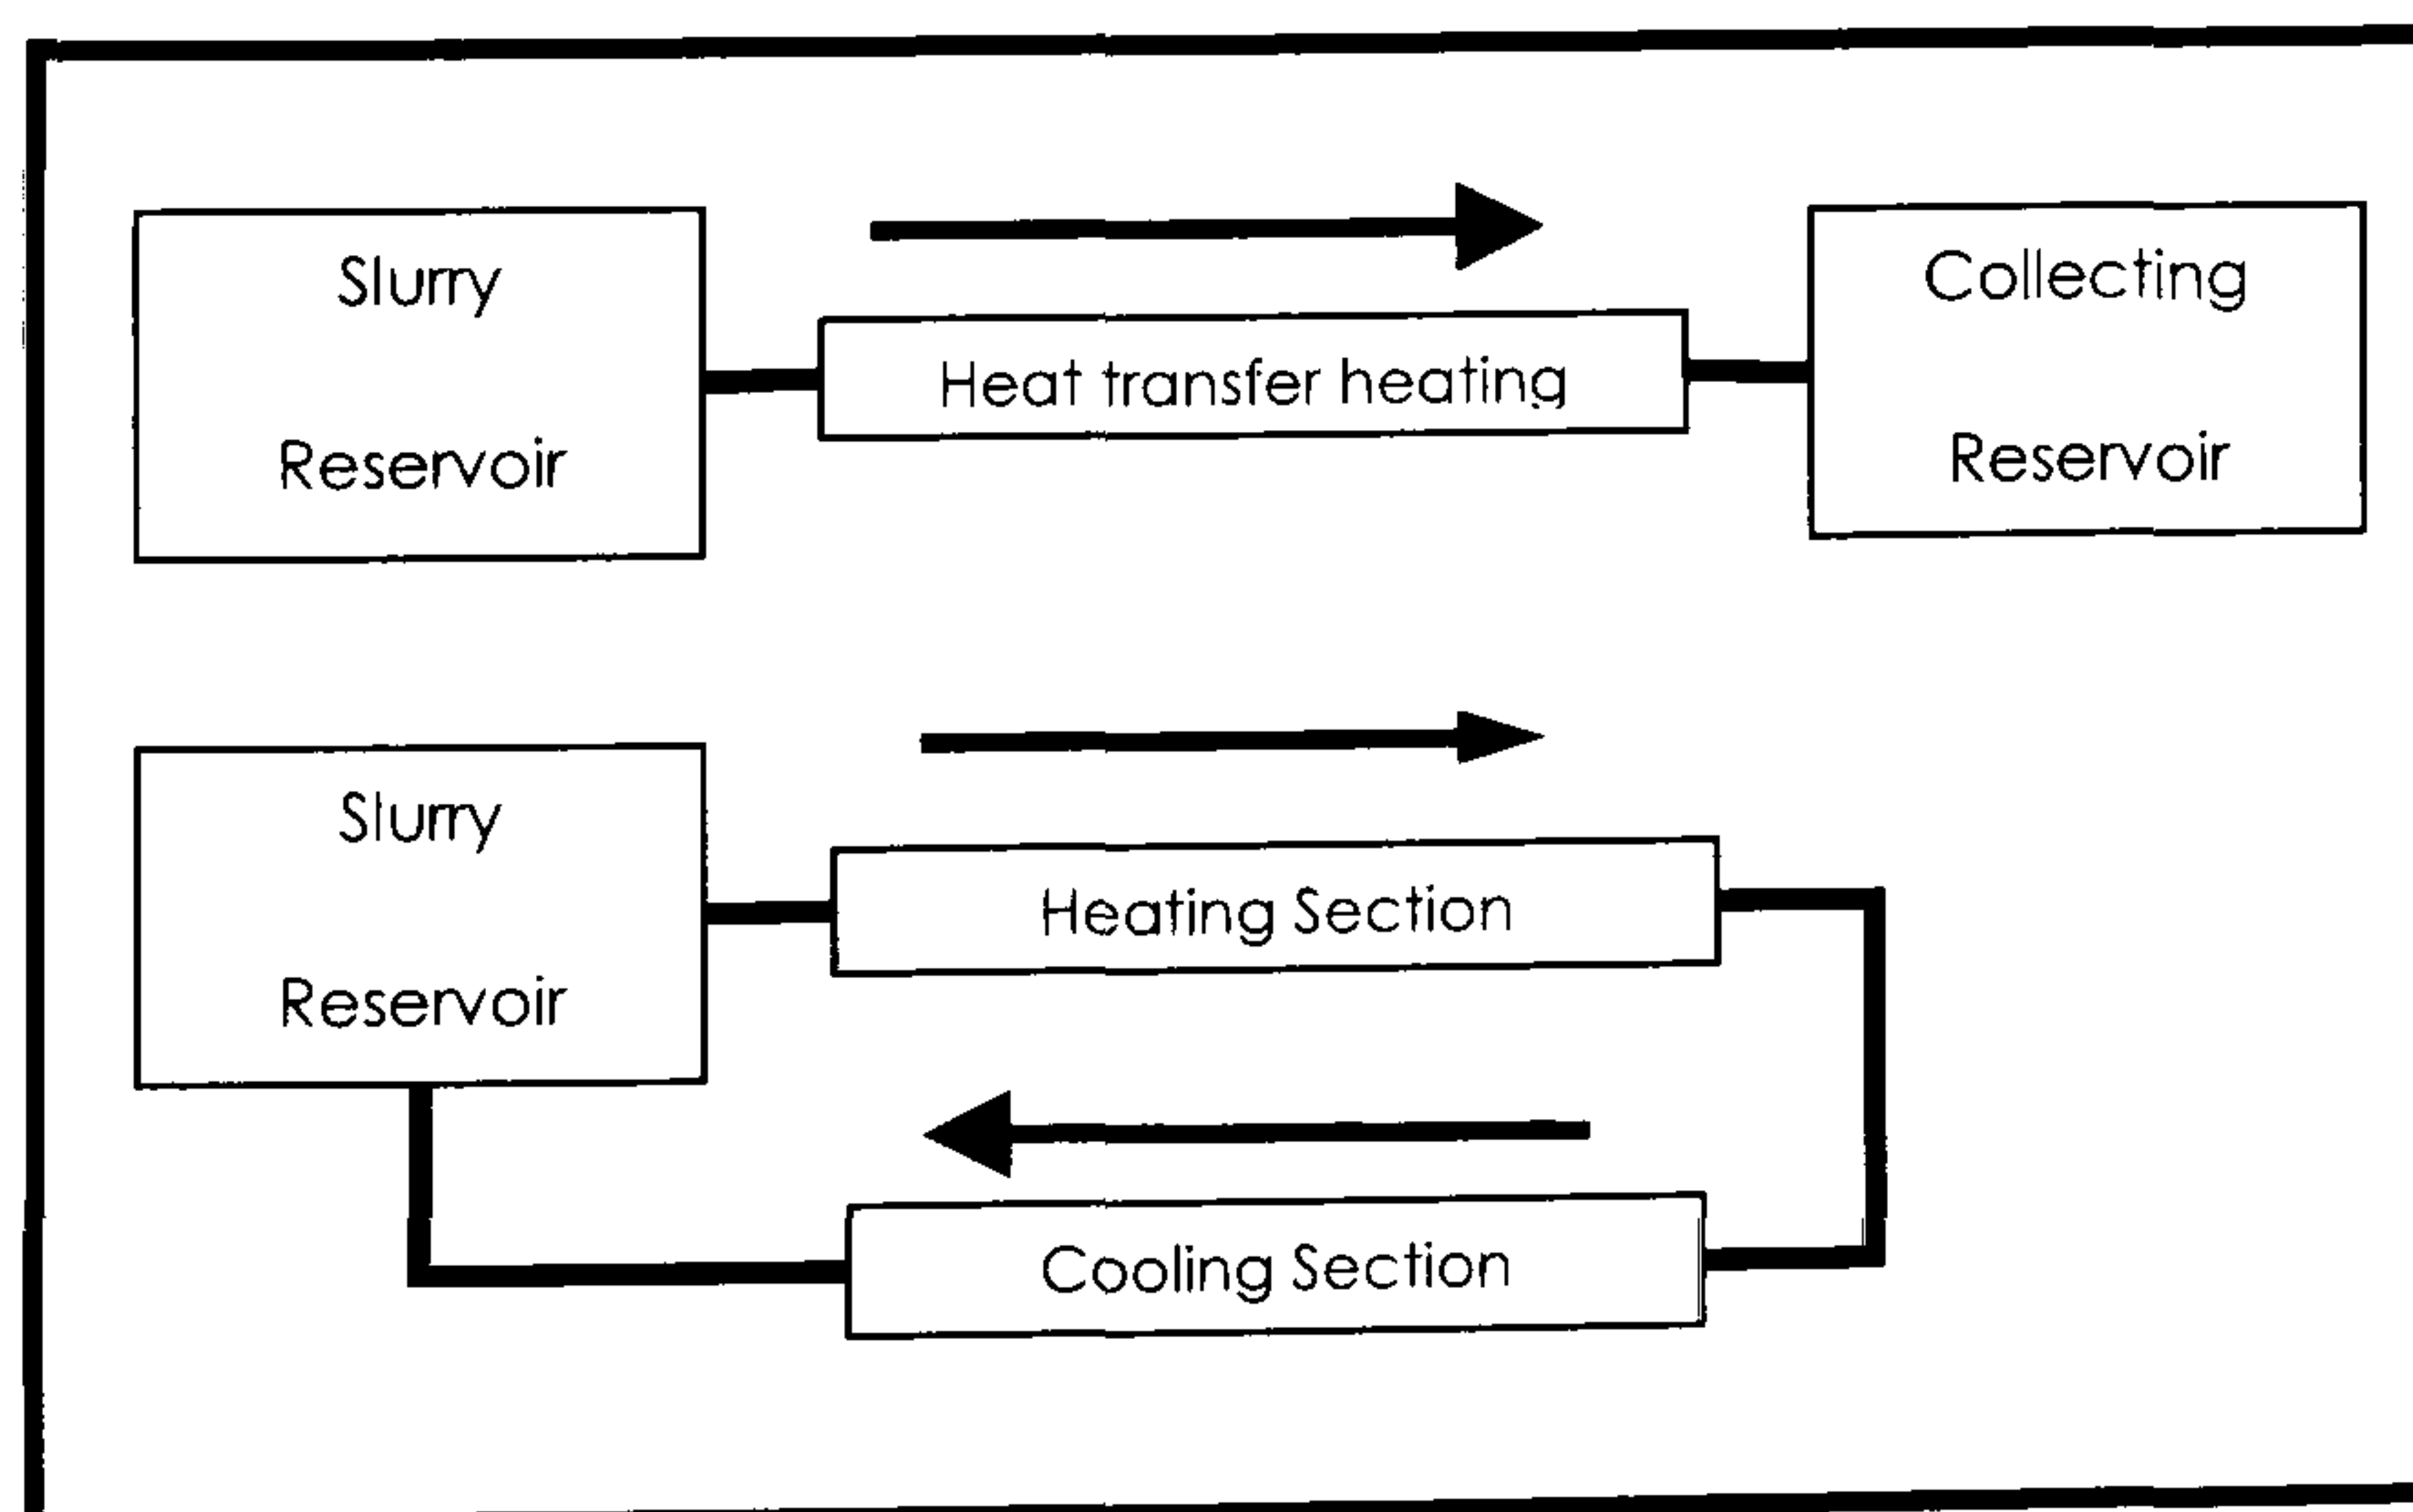 Slurry
Reservoir
Heat transfer heating
Collecting
Reservoir
Slurry
Reservoir
Heating Section
Cooling Section